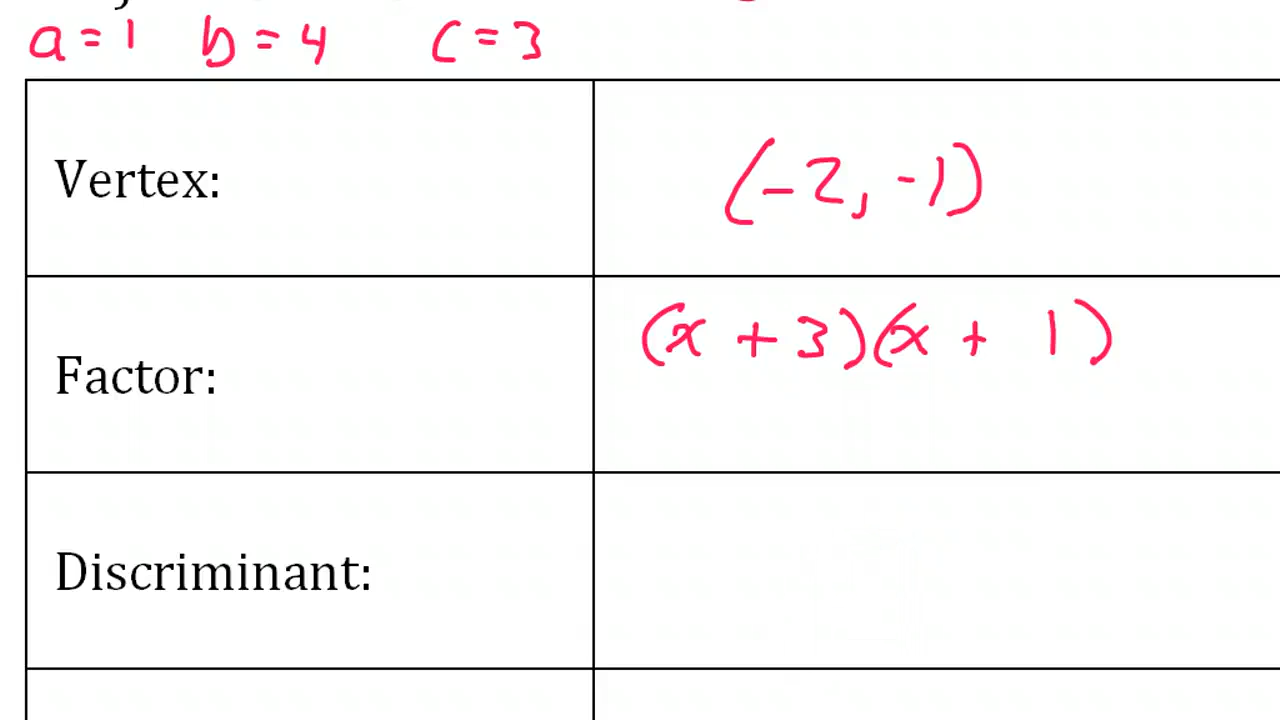 a = 1 b = 4 c = 3
Vertex:
(-2, -1)
Factor:
(x + 3)(x + 1)
Discriminant: